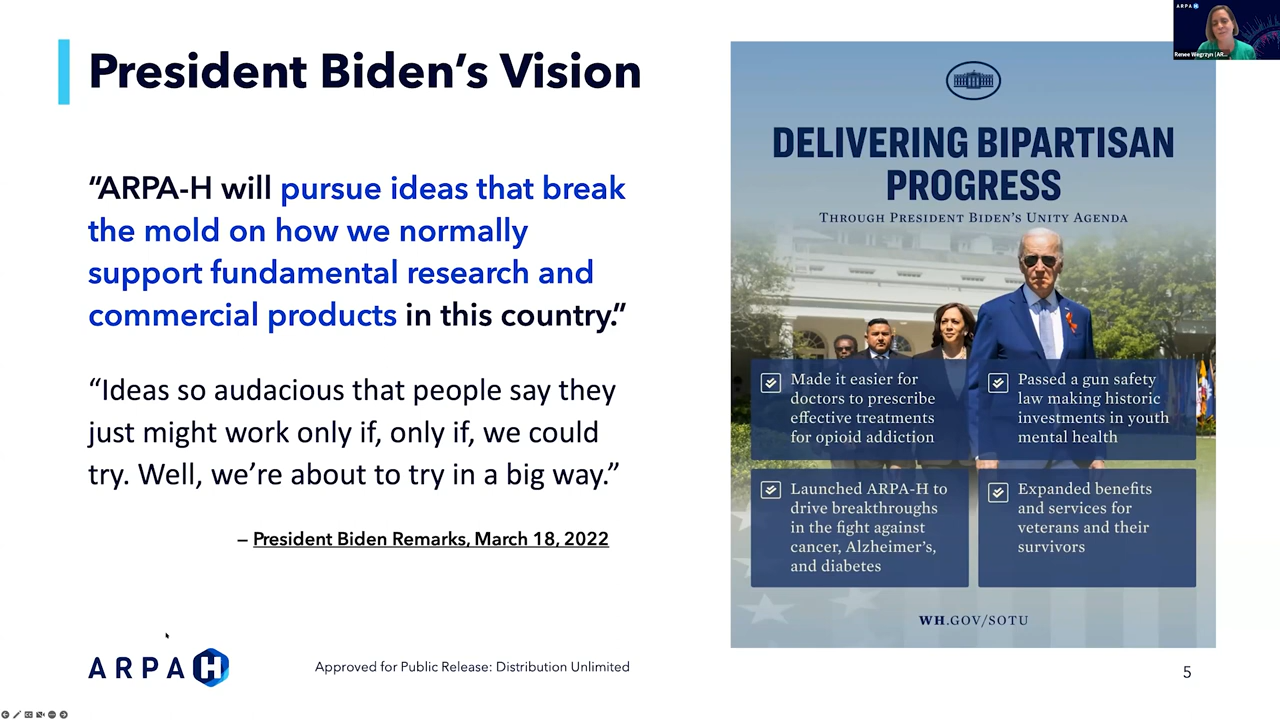 President Biden's Vision
"ARPA-H will pursue ideas that break
the mold on how we normally
support fundamental research and
commercial products in this country."
"Ideas so audacious that people say they
just might work only if, only if, we could
try. Well, we're about to try in a big way."
– President Biden Remarks, March 18, 2022
ARPA H
Approved for Public Release: Distribution Unlimited
5
DELIVERING BIPARTISAN
PROGRESS
THROUGH PRESIDENT BIDEN'S UNITY AGENDA
Made it easier for
doctors to prescribe
effective treatments
for opioid addiction
Passed a gun safety
law making historic
investments in youth
mental health
Launched ARPA-H to
drive breakthroughs
in the fight against
cancer, Alzheimer's,
and diabetes
Expanded benefits
and services for
veterans and their
survivors
WH.GOV/SOTU
ARPA H
Renee Wegrzyn (AR...